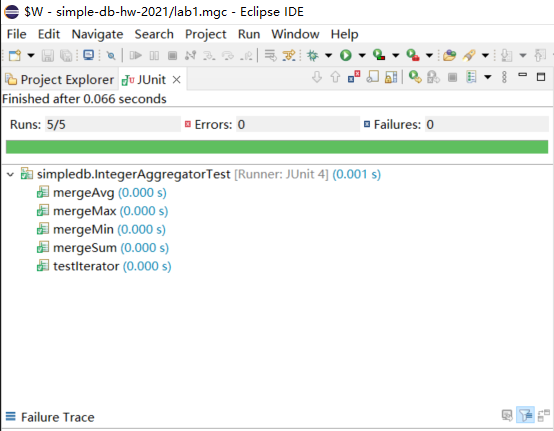 $W - simple-db-hw-2021/lab1.mgc - Eclipse IDE
File Edit Navigate Search Project Run Window Help
Project Explorer JUnit
Finished after 0.066 seconds
Runs: 5/5 Errors: 0 Failures: 0
simpledb.IntegerAggregatorTest [Runner: JUnit 4] (0.001 s)
mergeAvg (0.000 s)
mergeMax (0.000 s)
mergeMin (0.000 s)
mergeSum (0.000 s)
testIterator (0.000 s)
Failure Trace